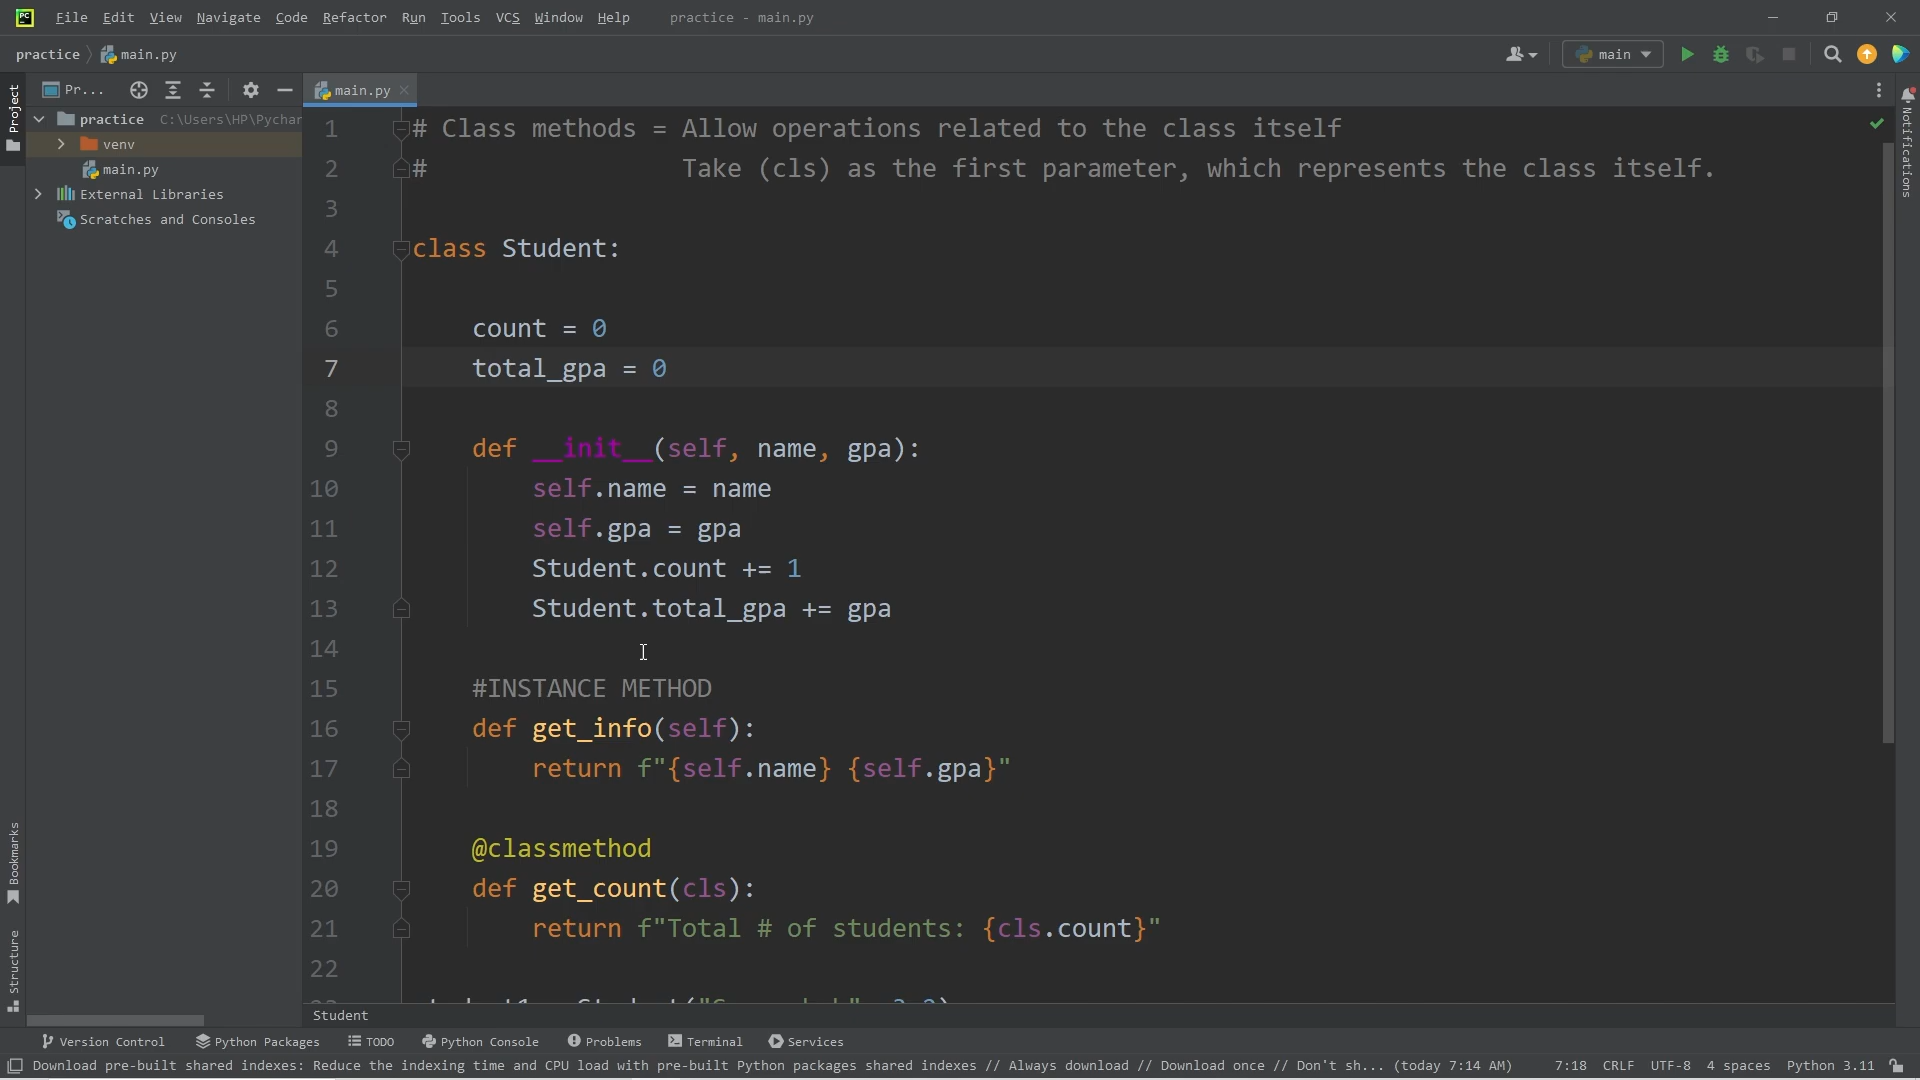 PC File Edit View Navigate Code Refactor Run Tools VCS Window Help practice - main.py
practice main.py main
Project
Pr... main.py
Notifications
practice C:\Users\HP\Pychar
venv
main.py
External Libraries
Scratches and Consoles
1 # Class methods = Allow operations related to the class itself
2 # Take (cls) as the first parameter, which represents the class itself.
3
4 class Student:
5
6 count = 0
7 total_gpa = 0
8
9 def __init__(self, name, gpa):
10 self.name = name
11 self.gpa = gpa
12 Student.count += 1
13 Student.total_gpa += gpa
14
15 #INSTANCE METHOD
16 def get_info(self):
17 return f"{self.name} {self.gpa}"
18
19 @classmethod
20 def get_count(cls):
21 return f"Total # of students: {cls.count}"
22
Bookmarks
Structure
Student
Version Control Python Packages TODO Python Console Problems Terminal Services
Download pre-built shared indexes: Reduce the indexing time and CPU load with pre-built Python packages shared indexes // Always download // Download once // Don't sh... (today 7:14 AM) 7:18 CRLF UTF-8 4 spaces Python 3.11